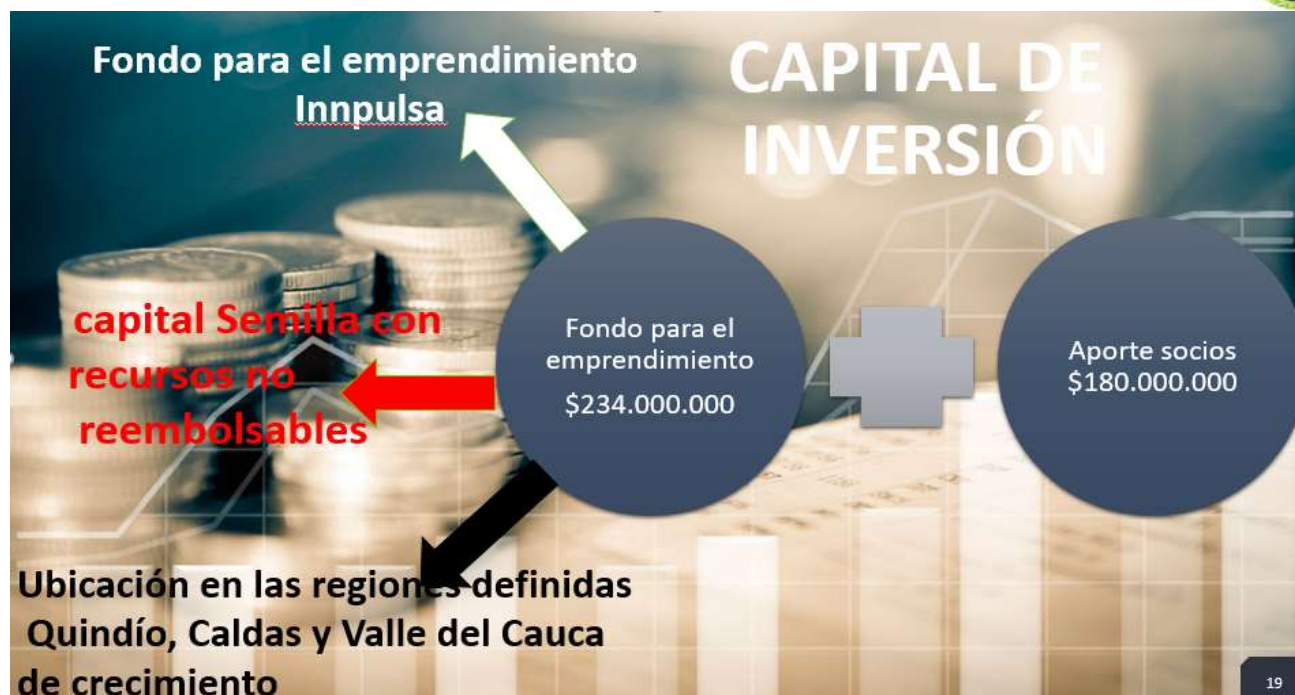 Fondo para el emprendimiento
Innpulsa
CAPITAL DE
INVERSIÓN
capital Semilla con
recursos no
reembolsables
Fondo para el
emprendimiento
$234.000.000
Aporte socios
$180.000.000
Ubicación en las regiones definidas
Quindío, Caldas y Valle del Cauca
de crecimiento
19